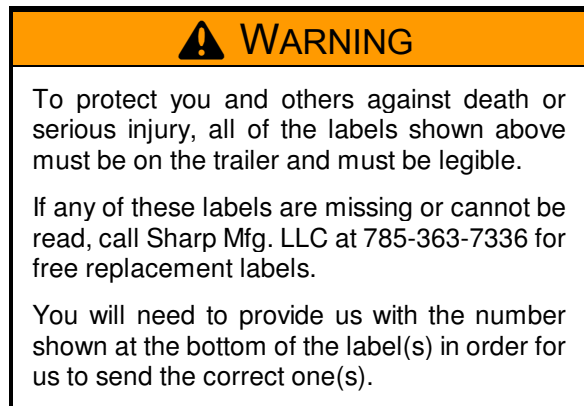 WARNING
To protect you and others against death or
serious injury, all of the labels shown above
must be on the trailer and must be legible.
If any of these labels are missing or cannot be
read, call Sharp Mfg. LLC at 785-363-7336 for
free replacement labels.
You will need to provide us with the number
shown at the bottom of the label(s) in order for
us to send the correct one(s).